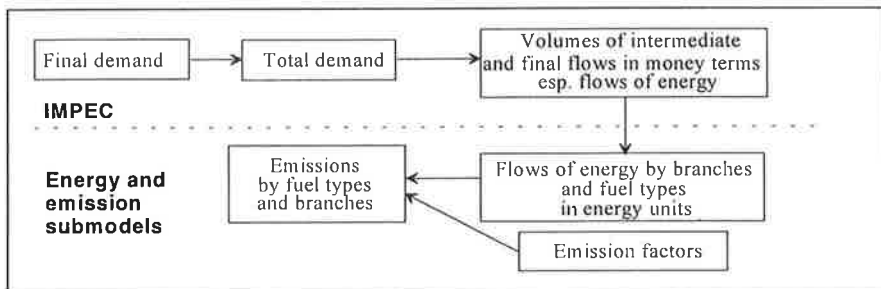 Final demand
Total demand
Volumes of intermediate
and final flows in money terms
esp. flows of energy
IMPEC
Energy and
emission
submodels
Emissions
by fuel types
and branches
Flows of energy by branches
and fuel types
in energy units
Emission factors